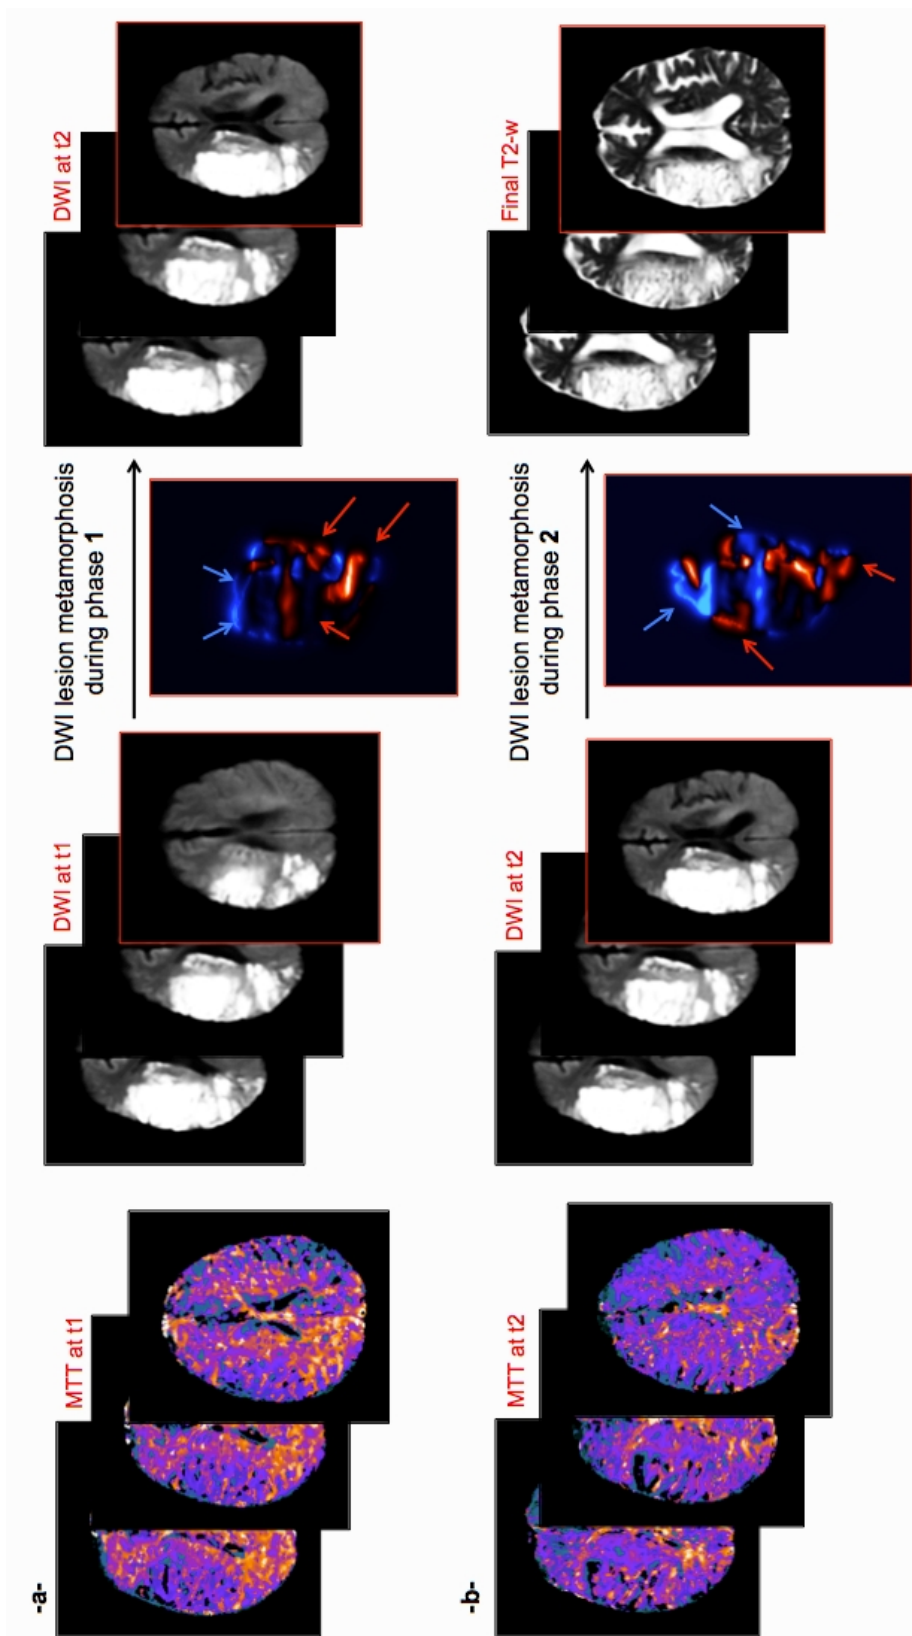 -a-
MTT at t1
DWI at t1
DWI lesion metamorphosis
during phase 1
DWI at t2
-b-
MTT at t2
DWI at t2
DWI lesion metamorphosis
during phase 2
Final T2-w